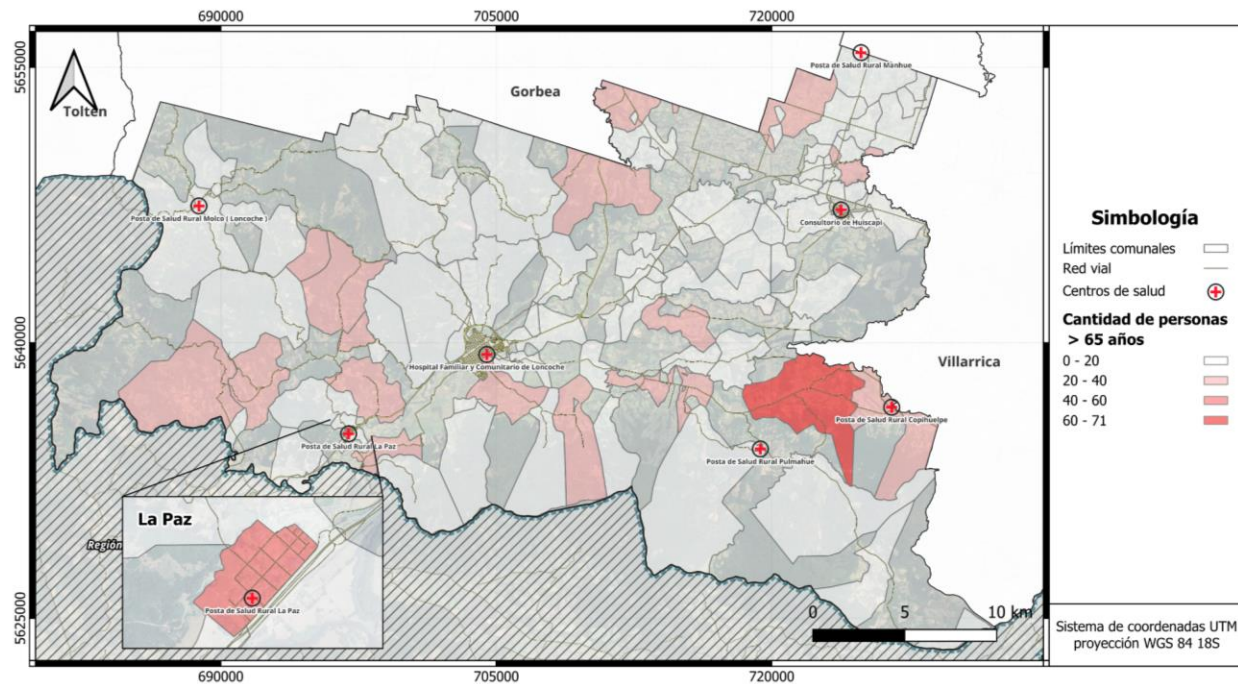 690000
705000
720000
5655000
5640000
5625000
Tolten
Gorbea
Posta de Salud Rural Manhue
Posta de Salud Rural Molco ( Loncoche )
Consultorio de Huiscapi
Hospital Familiar y Comunitario de Loncoche
Villarrica
Posta de Salud Rural Copihuelpe
Posta de Salud Rural La Paz
Posta de Salud Rural Pulmahue
La Paz
Región
Posta de Salud Rural La Paz
0
5
10 km
690000
705000
720000
Simbología
Límites comunales
Red vial
Centros de salud
Cantidad de personas
> 65 años
0 - 20
20 - 40
40 - 60
60 - 71
Sistema de coordenadas UTM
proyección WGS 84 18S